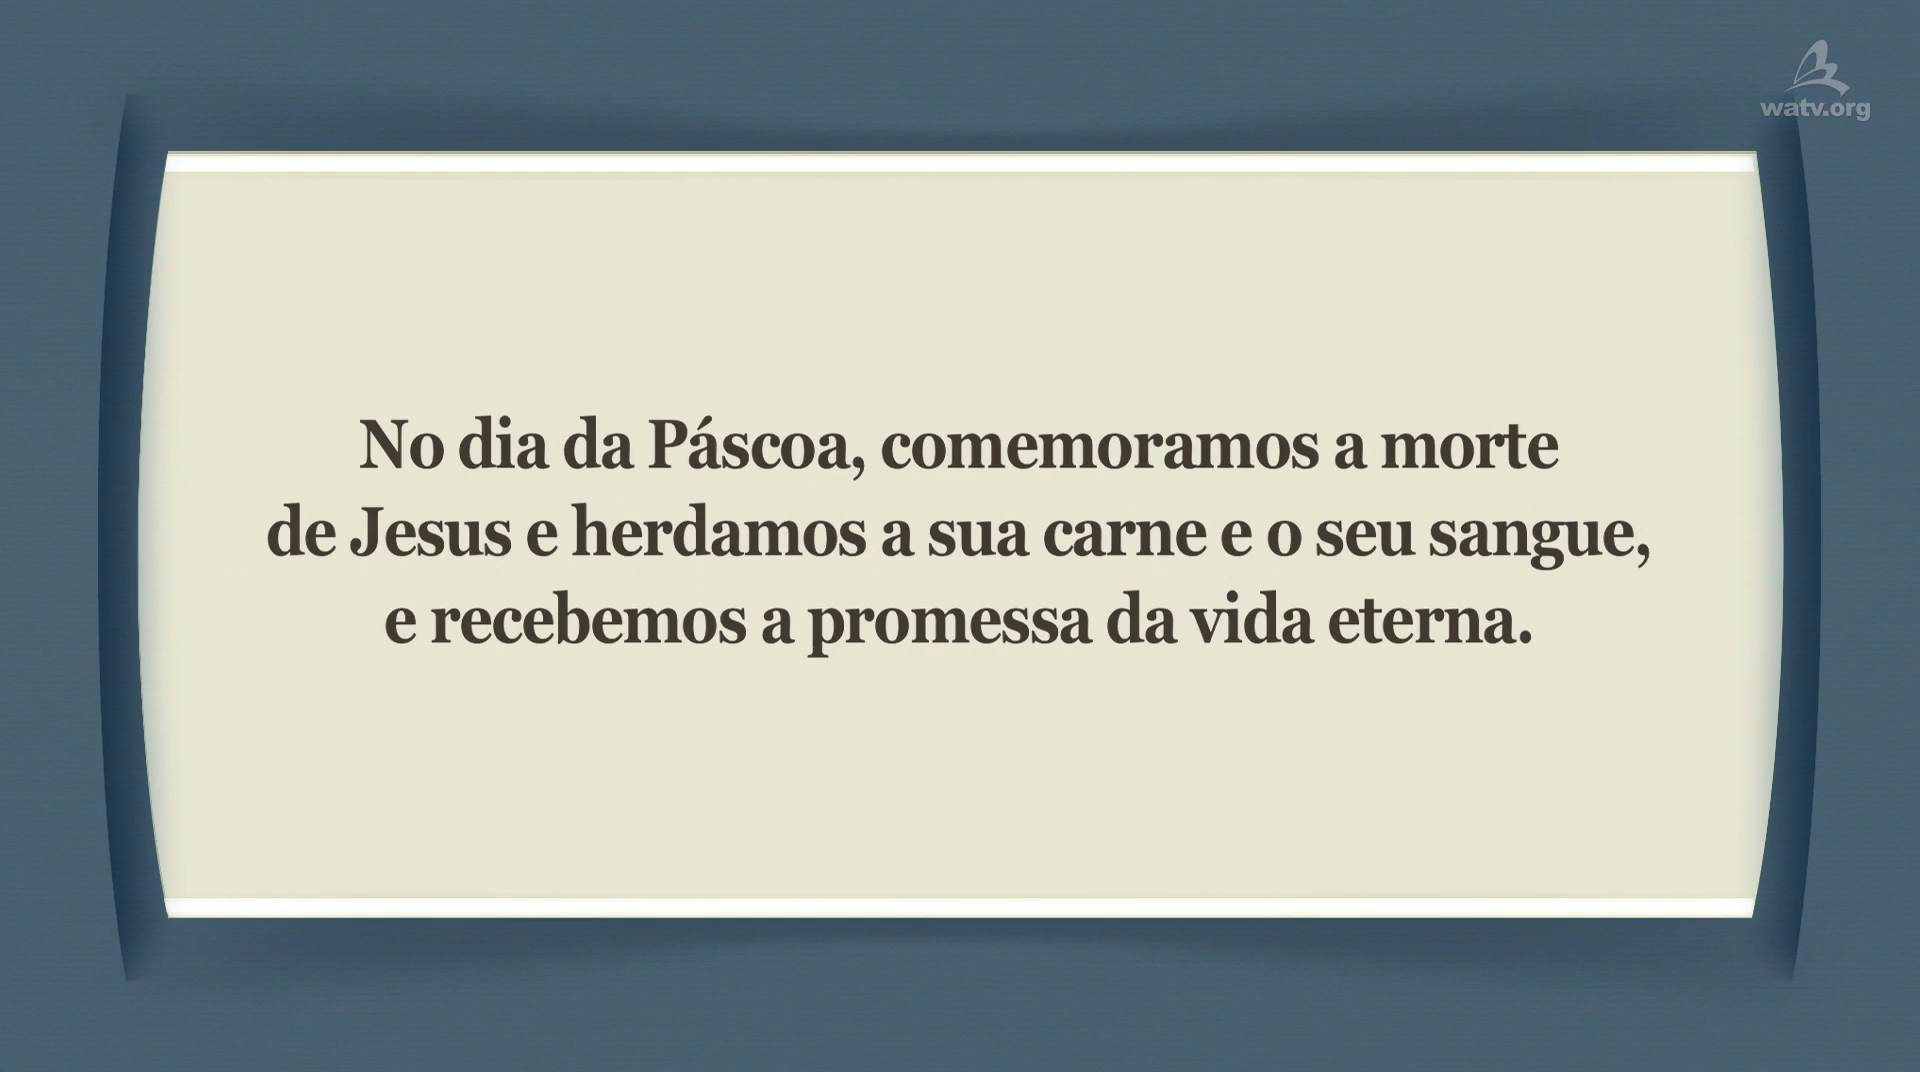 watv.org
No dia da Páscoa, comemoramos a morte
de Jesus e herdamos a sua carne e o seu sangue,
e recebemos a promessa da vida eterna.